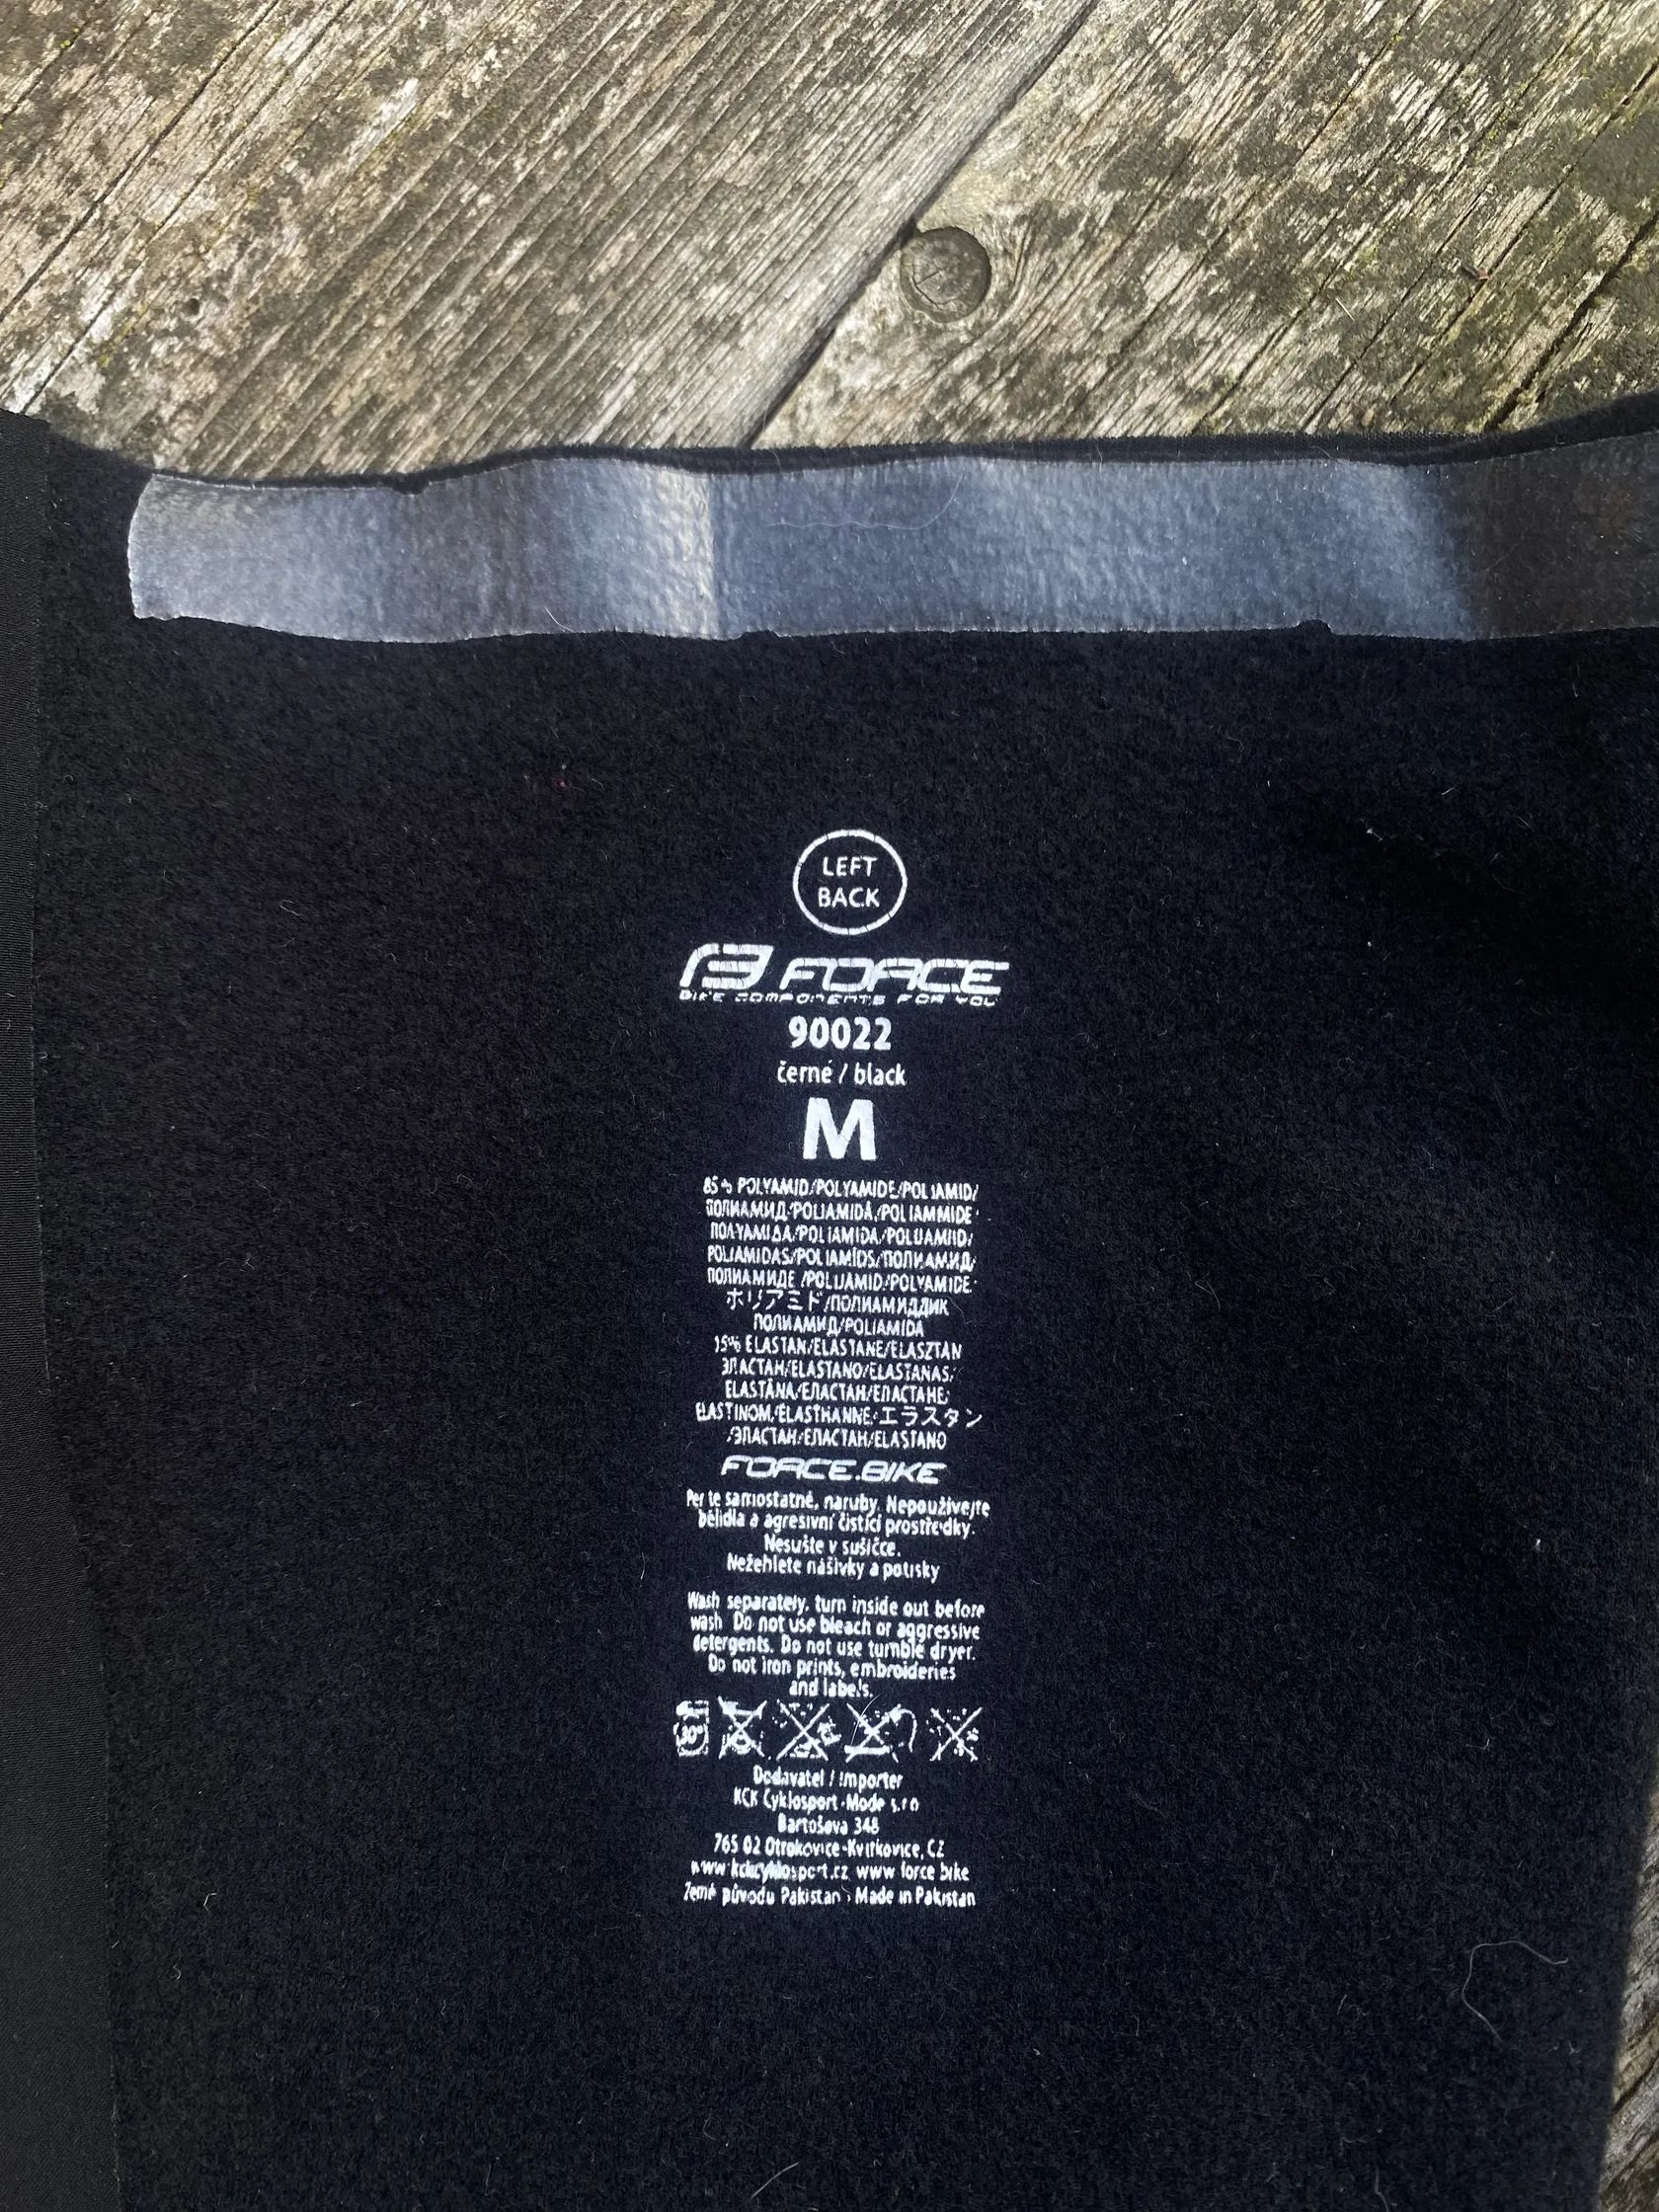 LEFT
BACK
FORCE
BIKE COMPONENTS FOR YOU
90022
černé / black
M
85 % POLYAMID/POLYAMIDE/POLIAMID/
ПОЛИАМИД/POLIAMIDĂ/POLIAMMIDE
ΠΟΛΥΑΜΙΔΑ/POLIAMIDA/POLUAMIID/
POLIAMIDAS/POLIAMĪDS/ПОЛИАМИД/
ПОЛИАМИДЕ /POLIJAMID/POLYAMIDE
ポリアミド/ПОЛИАМИДДИК
ПОЛИАМИД/POLIAMIDA
15% ELASTAN/ELASTANE/ELASZTAN
ЭЛАСТАН/ELASTANO/ELASTANAS/
ELASTĀNA/ЕЛАСТАН/ЕЛАСТАНЕ/
ELASTINOM/ELASTHANNE/エラスタン
/ЭЛАСТАН/ЕЛАСТАН/ELASTANO
FORCE.BIKE
Perte samostatně, naruby. Nepoužívejte
bělidla a agresivní čistící prostředky.
Nesušte v sušičce.
Nežehlete nášivky a potisky
Wash separately, turn inside out before
wash. Do not use bleach or aggressive
detergents. Do not use tumble dryer.
Do not iron prints, embroideries
and labels.
30°
Dodavatel / Importer
KCK Cyklosport-Mode s.r.o
Bartošova 348
765 02 Otrokovice-Kvítkovice, CZ
www.kckcyklosport.cz www.force.bike
Země původu Pakistan / Made in Pakistan